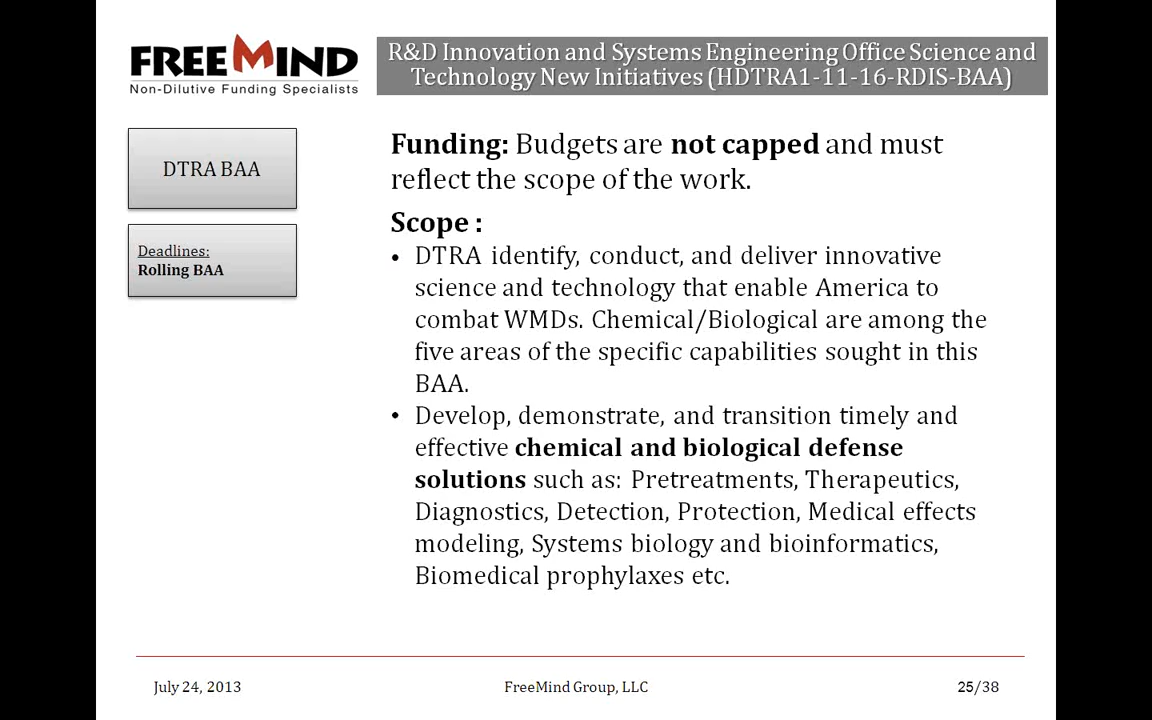 FREEMIND
Non-Dilutive Funding Specialists
R&D Innovation and Systems Engineering Office Science and
Technology New Initiatives (HDTRA1-11-16-RDIS-BAA)
DTRA BAA
Deadlines:
Rolling BAA
Funding: Budgets are not capped and must
reflect the scope of the work.
Scope :
• DTRA identify, conduct, and deliver innovative
science and technology that enable America to
combat WMDs. Chemical/Biological are among the
five areas of the specific capabilities sought in this
BAA.
• Develop, demonstrate, and transition timely and
effective chemical and biological defense
solutions such as: Pretreatments, Therapeutics,
Diagnostics, Detection, Protection, Medical effects
modeling, Systems biology and bioinformatics,
Biomedical prophylaxes etc.
July 24, 2013
FreeMind Group, LLC
25/38